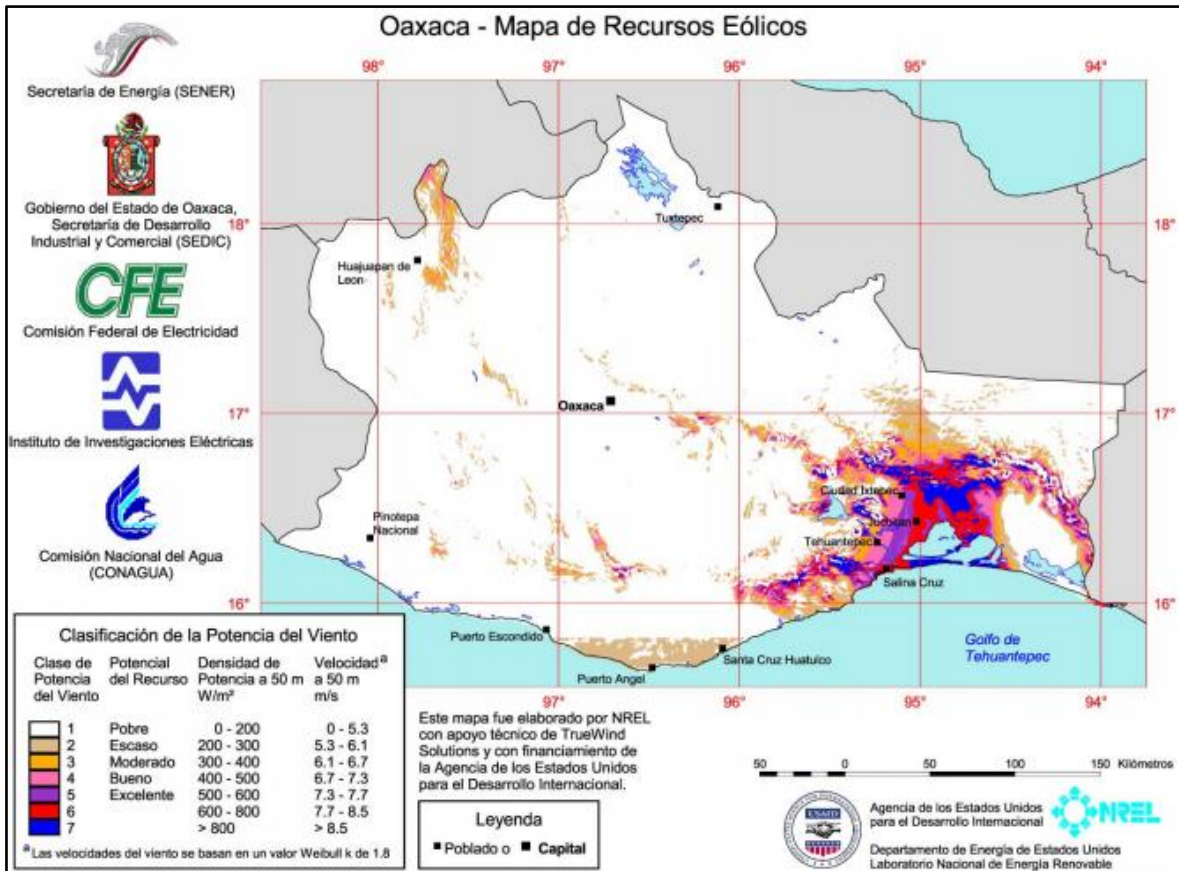 Oaxaca - Mapa de Recursos Eólicos
Secretaría de Energía (SENER)
Gobierno del Estado de Oaxaca,
Secretaría de Desarrollo
Industrial y Comercial (SEDIC)
CFE
Comisión Federal de Electricidad
Instituto de Investigaciones Eléctricas
Comisión Nacional del Agua
(CONAGUA)
98° 97° 96° 95° 94°
18° 18°
17° 17°
16° 16°
97° 96° 95° 94°
Tuxtepec
Huajuapan de
Leon
Oaxaca
Ciudad Ixtepec
Juchitan
Pinotepa
Nacional
Tehuantepec
Salina Cruz
Puerto Escondido
Santa Cruz Huatulco
Puerto Angel
Golfo de
Tehuantepec
Clasificación de la Potencia del Viento
Clase de Potencial Densidad de Velocidad a
Potencia del Recurso Potencia a 50 m a 50 m
del Viento W/m² m/s
1 Pobre 0 - 200 0 - 5.3
2 Escaso 200 - 300 5.3 - 6.1
3 Moderado 300 - 400 6.1 - 6.7
4 Bueno 400 - 500 6.7 - 7.3
5 Excelente 500 - 600 7.3 - 7.7
6 600 - 800 7.7 - 8.5
7 > 800 > 8.5
a Las velocidades del viento se basan en un valor Weibull k de 1.8
Este mapa fue elaborado por NREL
con apoyo técnico de TrueWind
Solutions y con financiamiento de
la Agencia de los Estados Unidos
para el Desarrollo Internacional.
Leyenda
Poblado o Capital
50 0 50 100 150 Kilómetros
USAID
Agencia de los Estados Unidos
para el Desarrollo Internacional
NREL
Departamento de Energía de Estados Unidos
Laboratorio Nacional de Energía Renovable